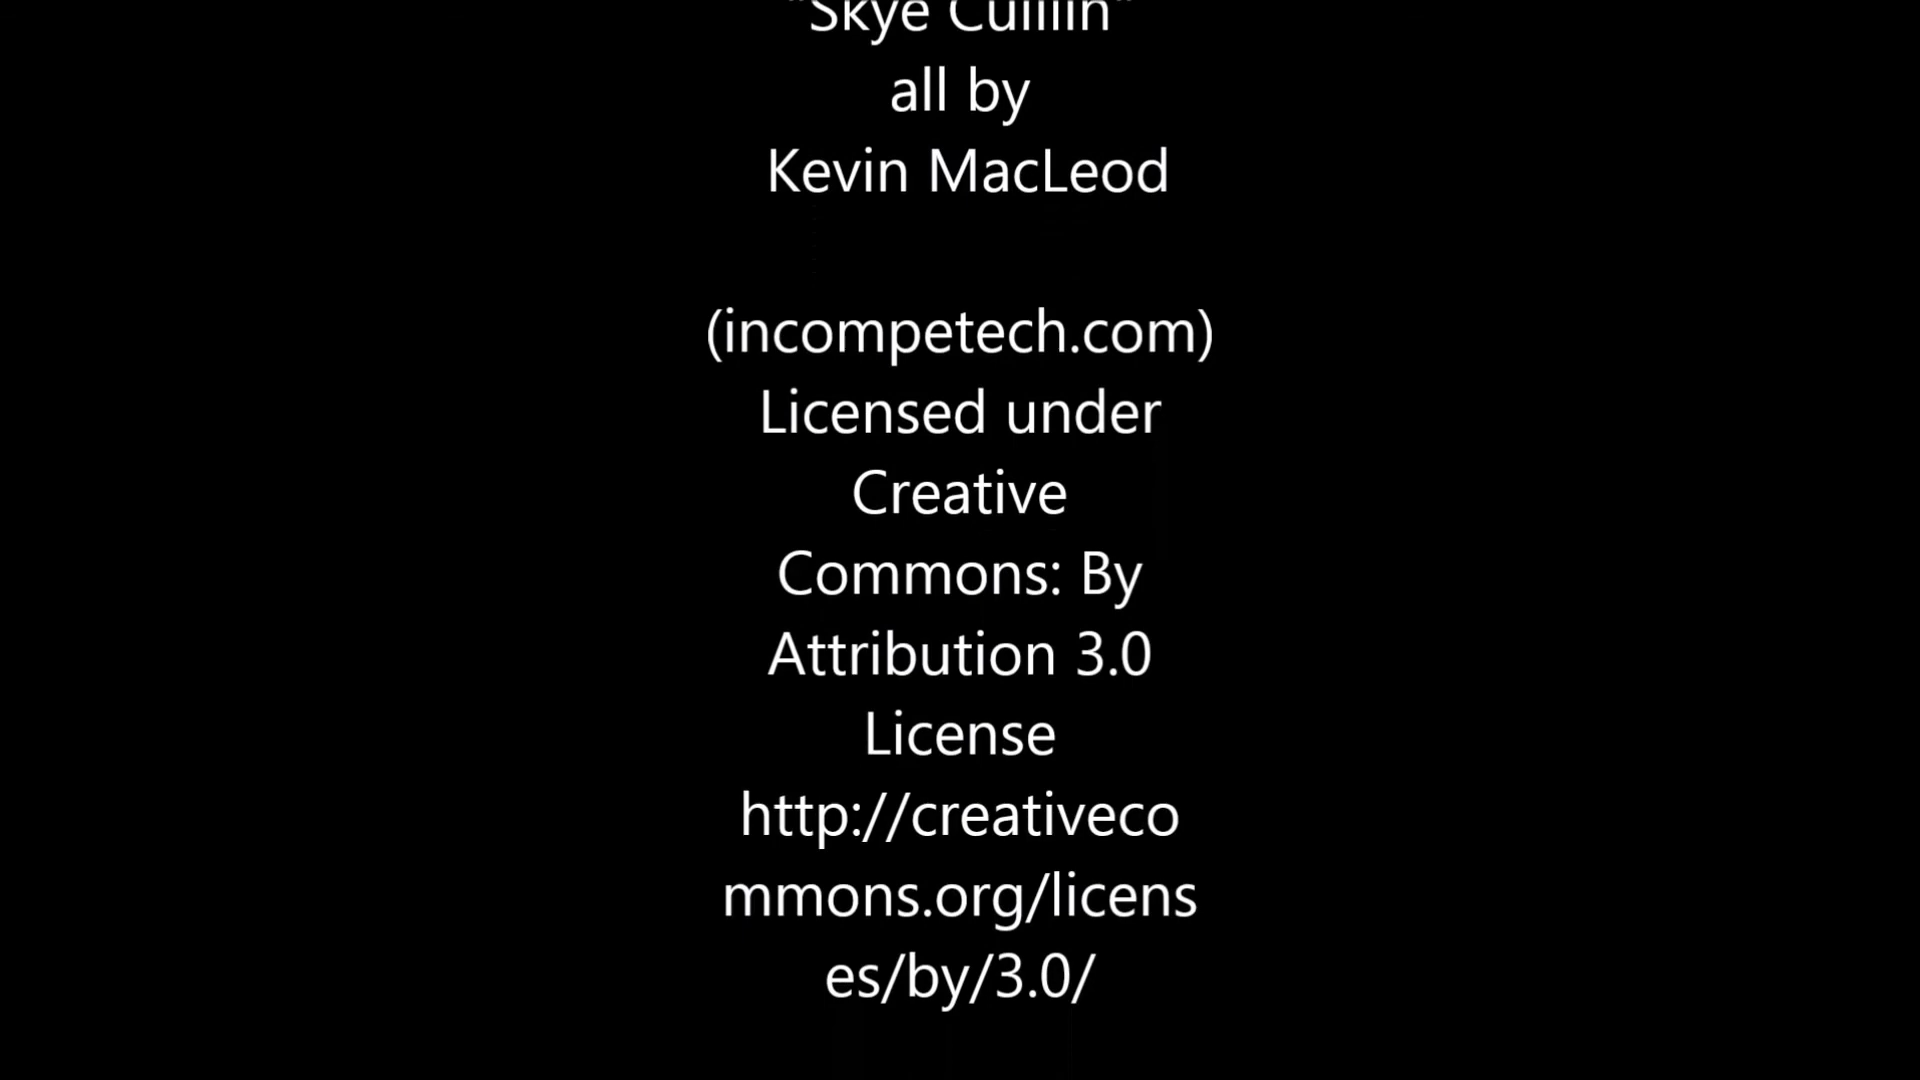 "Skye Cuillin"
all by
Kevin MacLeod
(incompetech.com)
Licensed under
Creative
Commons: By
Attribution 3.0
License
http://creativeco
mmons.org/licens
es/by/3.0/